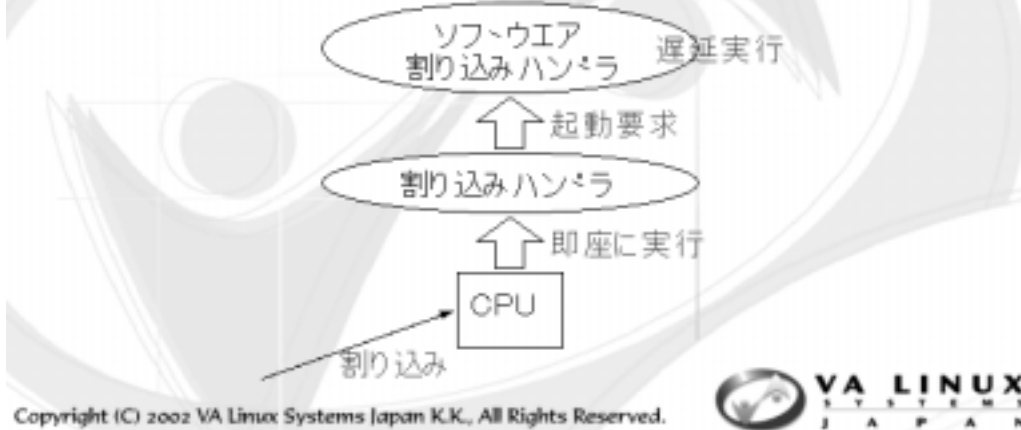 ソフトウエア
割り込みハンドラ
遅延実行
起動要求
割り込みハンドラ
即座に実行
CPU
割り込み
Copyright (C) 2002 VA Linux Systems Japan K.K., All Rights Reserved.
VA LINUX
SYSTEMS
JAPAN